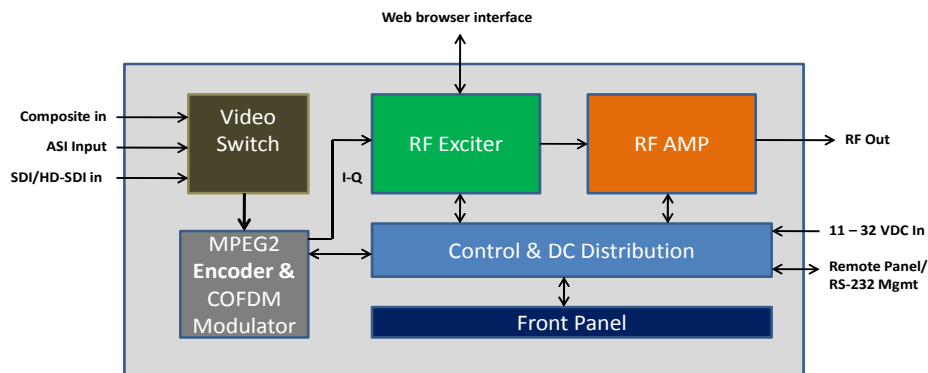 Web browser interface
Composite in
ASI Input
SDI/HD-SDI in
Video
Switch
RF Exciter
RF AMP
RF Out
I-Q
MPEG2
Encoder &
COFDM
Modulator
Control & DC Distribution
11 – 32 VDC In
Remote Panel/
RS-232 Mgmt
Front Panel